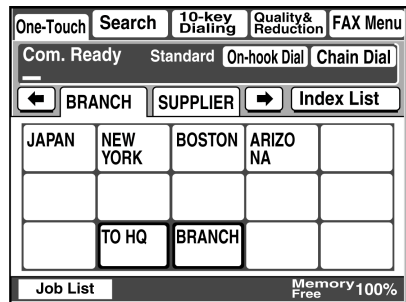 One-Touch Search 10-key Dialing Quality& Reduction FAX Menu
Com. Ready Standard On-hook Dial Chain Dial
BRANCH SUPPLIER Index List
JAPAN NEW YORK BOSTON ARIZO NA
TO HQ BRANCH
Job List Memory Free 100%